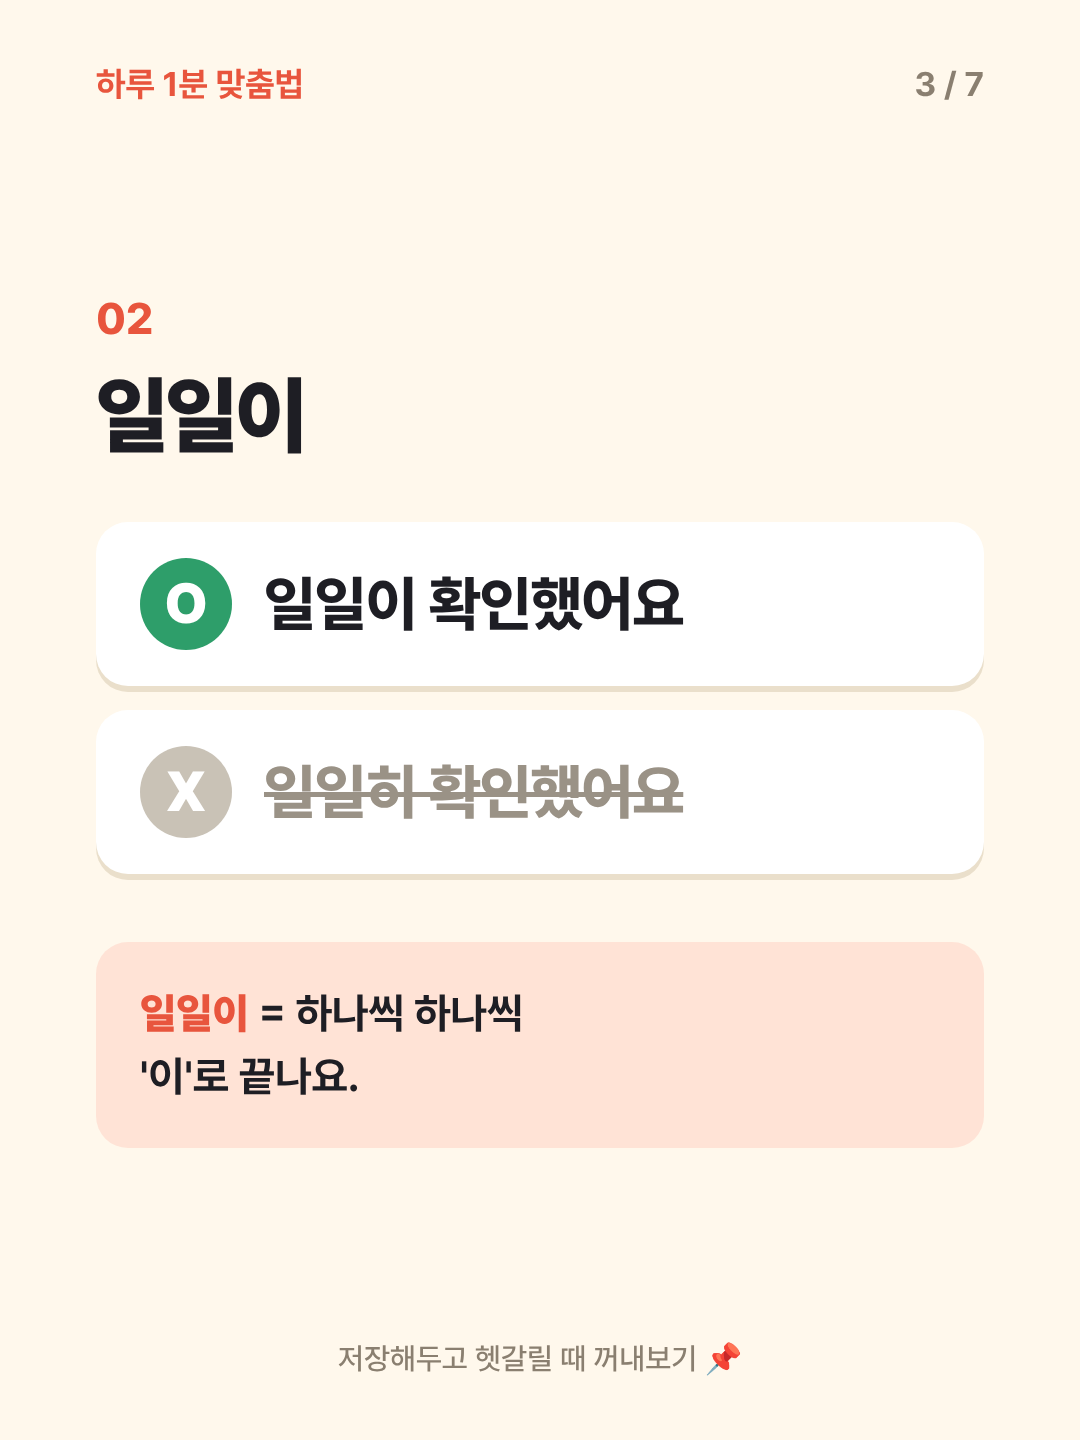 하루 1분 맞춤법
3 / 7
02
일일이
O 일일이 확인했어요
X 일일히 확인했어요
일일이 = 하나씩 하나씩
'이'로 끝나요.
저장해두고 헷갈릴 때 꺼내보기 📌